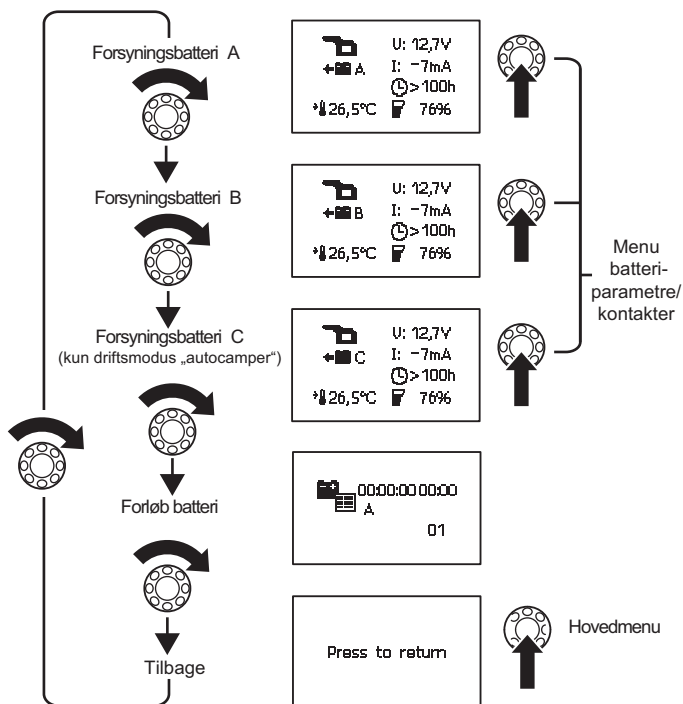 Forsyningsbatteri A
U: 12,7V
A I: -7mA
>100h
26,5°C 76%
Forsyningsbatteri B
U: 12,7V
B I: -7mA
>100h
26,5°C 76%
Menu
batteri-
parametre/
kontakter
Forsyningsbatteri C
(kun driftsmodus „autocamper“)
U: 12,7V
C I: -7mA
>100h
26,5°C 76%
Forløb batteri
00:00:00 00:00
A
01
Tilbage
Press to return
Hovedmenu